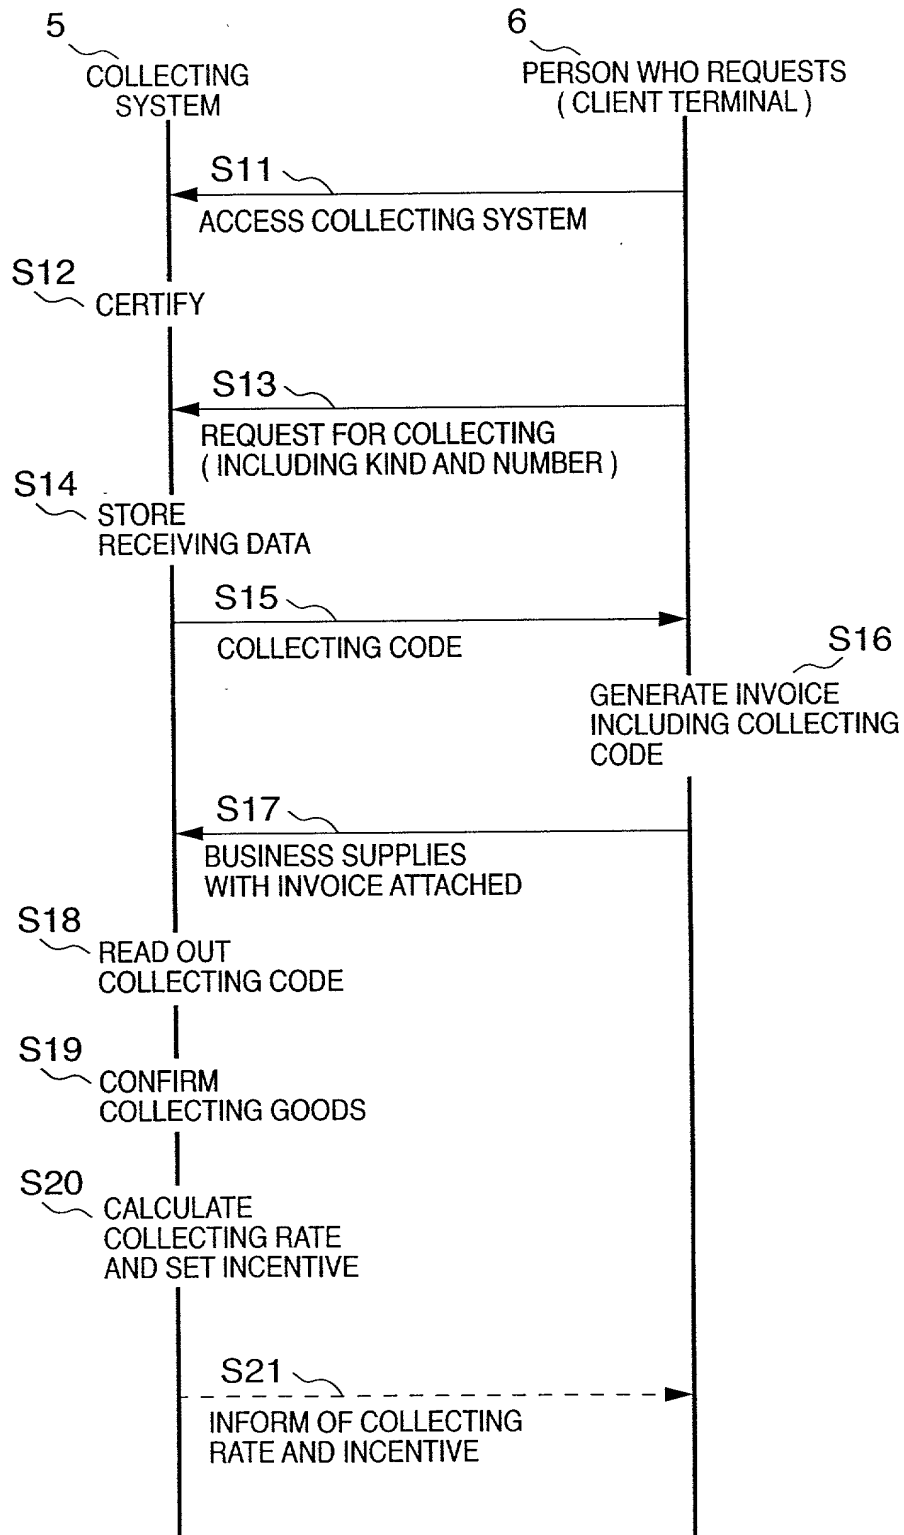 5
COLLECTING
SYSTEM
6
PERSON WHO REQUESTS
( CLIENT TERMINAL )
S11
ACCESS COLLECTING SYSTEM
S12
CERTIFY
S13
REQUEST FOR COLLECTING
( INCLUDING KIND AND NUMBER )
S14
STORE
RECEIVING DATA
S15
COLLECTING CODE
S16
GENERATE INVOICE
INCLUDING COLLECTING
CODE
S17
BUSINESS SUPPLIES
WITH INVOICE ATTACHED
S18
READ OUT
COLLECTING CODE
S19
CONFIRM
COLLECTING GOODS
S20
CALCULATE
COLLECTING RATE
AND SET INCENTIVE
S21
INFORM OF COLLECTING
RATE AND INCENTIVE